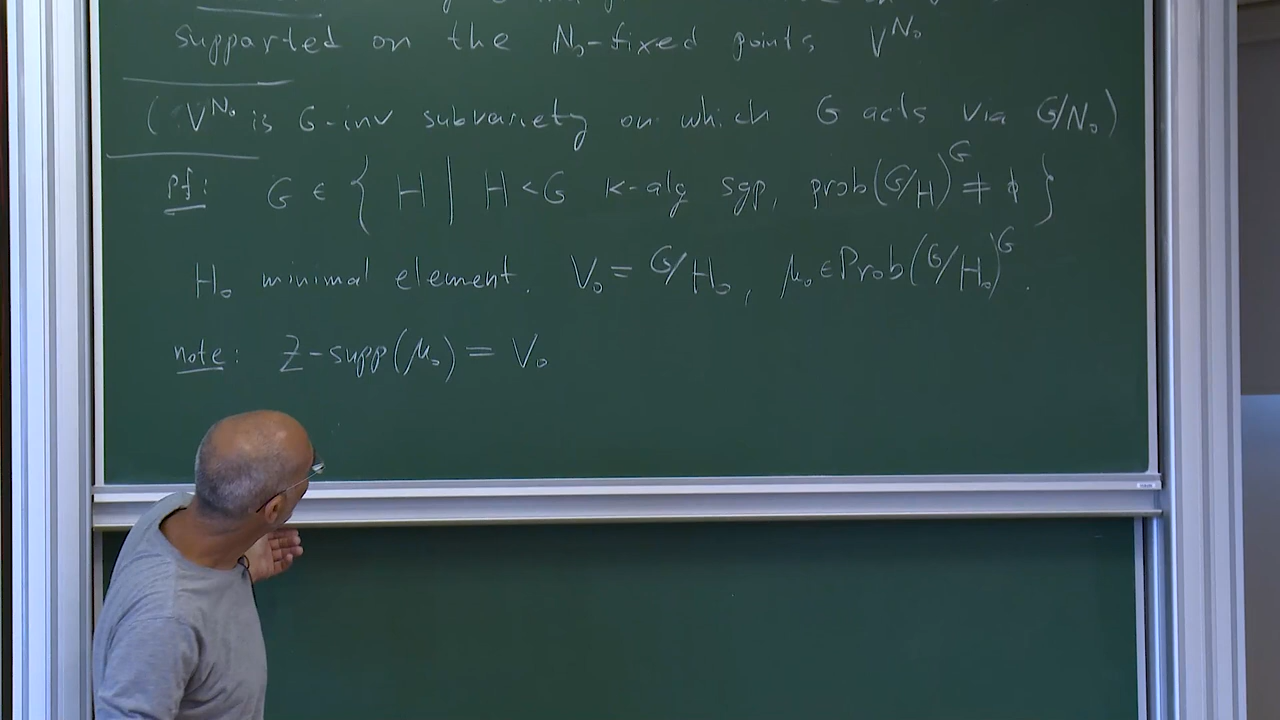 supported on the N₀-fixed points V^{N₀}
(V^{N₀} is G-inv subvariety on which G acts via G/N₀)
pf: G ∈ { H | H < G k-alg sgp, prob(G/H)^G ≠ ϕ }
H₀ minimal element. V₀ = G/H₀, μ₀ ∈ Prob(G/H₀)^G.
note: Z-supp(μ₀) = V₀